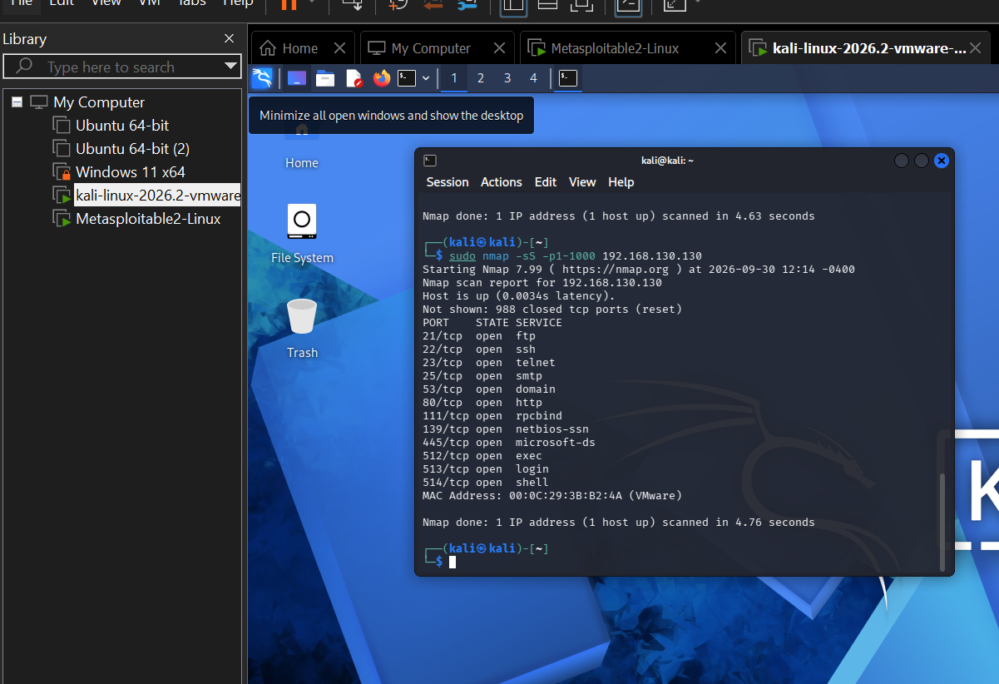 File Edit View VM Tabs Help
Library
Type here to search
My Computer
Ubuntu 64-bit
Ubuntu 64-bit (2)
Windows 11 x64
kali-linux-2026.2-vmware
Metasploitable2-Linux
Home
My Computer
Metasploitable2-Linux
kali-linux-2026.2-vmware-...
1 2 3 4
Minimize all open windows and show the desktop
Home
File System
Trash
kali@kali: ~
Session Actions Edit View Help
Nmap done: 1 IP address (1 host up) scanned in 4.63 seconds
┌──(kali㉿kali)-[~]
└─$ sudo nmap -sS -p1-1000 192.168.130.130
Starting Nmap 7.99 ( https://nmap.org ) at 2026-09-30 12:14 -0400
Nmap scan report for 192.168.130.130
Host is up (0.0034s latency).
Not shown: 988 closed tcp ports (reset)
PORT    STATE SERVICE
21/tcp  open  ftp
22/tcp  open  ssh
23/tcp  open  telnet
25/tcp  open  smtp
53/tcp  open  domain
80/tcp  open  http
111/tcp open  rpcbind
139/tcp open  netbios-ssn
445/tcp open  microsoft-ds
512/tcp open  exec
513/tcp open  login
514/tcp open  shell
MAC Address: 00:0C:29:3B:B2:4A (VMware)
Nmap done: 1 IP address (1 host up) scanned in 4.76 seconds
┌──(kali㉿kali)-[~]
└─$
K